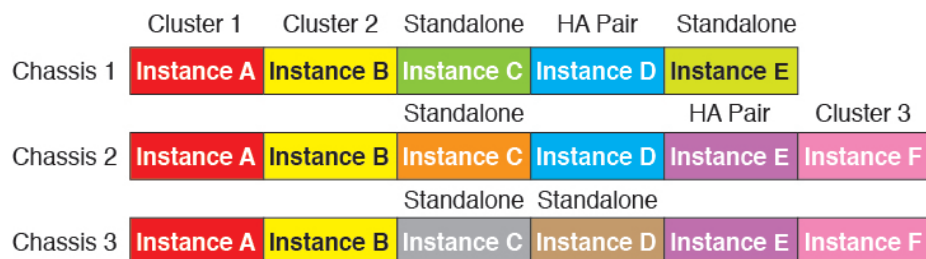 Cluster 1 Cluster 2 Standalone HA Pair Standalone
Chassis 1 Instance A Instance B Instance C Instance D Instance E
Standalone HA Pair Cluster 3
Chassis 2 Instance A Instance B Instance C Instance D Instance E Instance F
Standalone Standalone
Chassis 3 Instance A Instance B Instance C Instance D Instance E Instance F